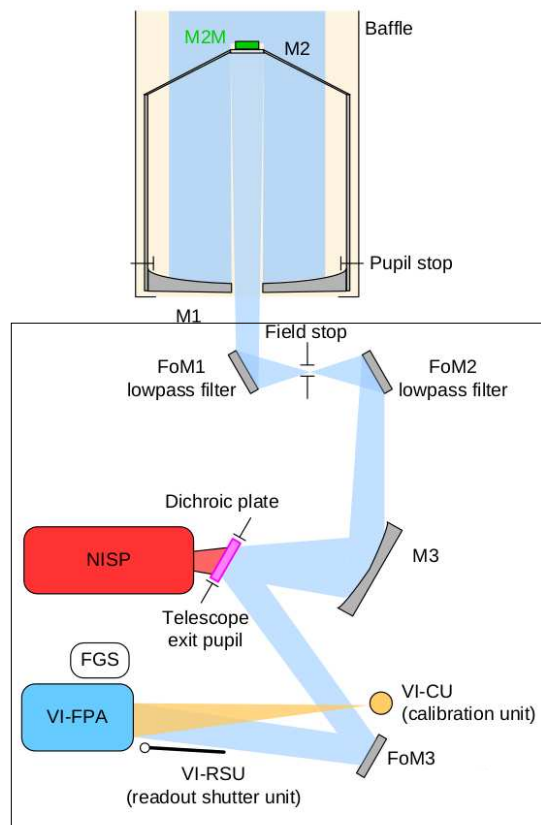 Baffle
M2M
M2
Pupil stop
M1
Field stop
FoM1
lowpass filter
FoM2
lowpass filter
Dichroic plate
NISP
M3
Telescope
exit pupil
FGS
VI-FPA
VI-CU
(calibration unit)
FoM3
VI-RSU
(readout shutter unit)